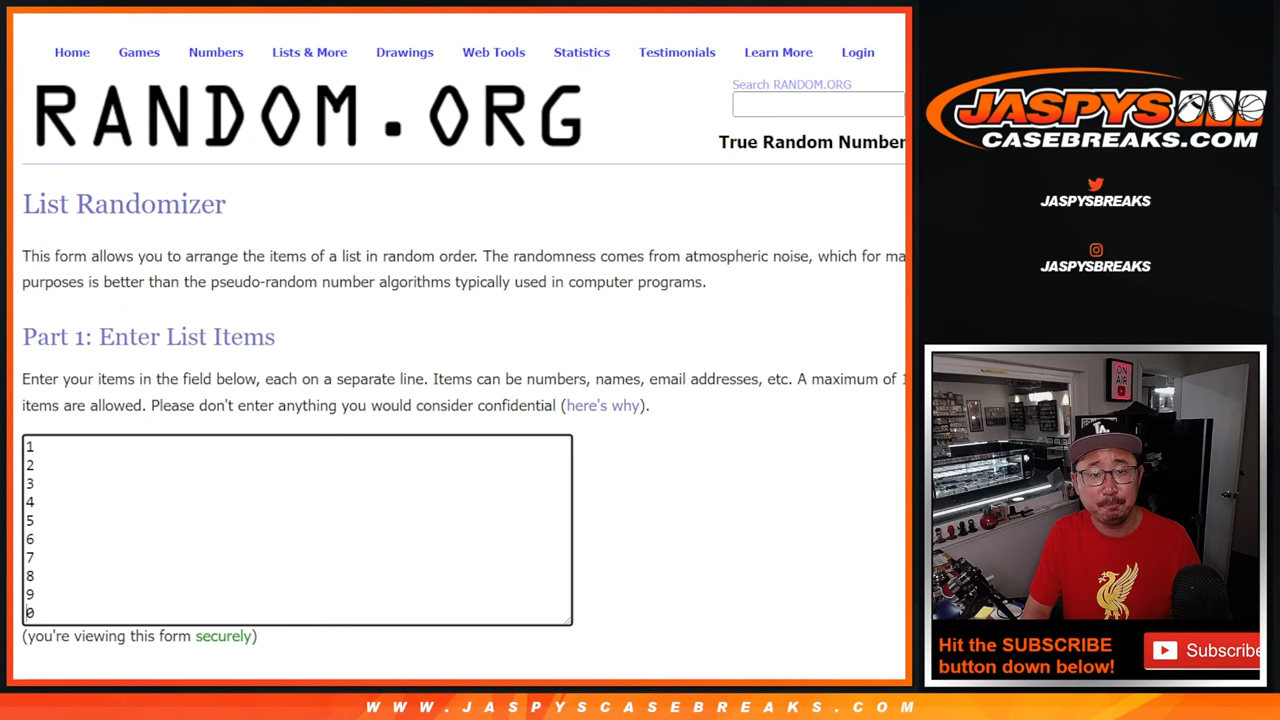 Home Games Numbers Lists & More Drawings Web Tools Statistics Testimonials Learn More Login
RANDOM.ORG
Search RANDOM.ORG
True Random Number
List Randomizer
This form allows you to arrange the items of a list in random order. The randomness comes from atmospheric noise, which for ma
purposes is better than the pseudo-random number algorithms typically used in computer programs.
Part 1: Enter List Items
Enter your items in the field below, each on a separate line. Items can be numbers, names, email addresses, etc. A maximum of 1
items are allowed. Please don't enter anything you would consider confidential (here's why).
1
2
3
4
5
6
7
8
9
0
(you're viewing this form securely)
JASPYS
CASEBREAKS.COM
JASPYSBREAKS
JASPYSBREAKS
ON
AIR
LA
Hit the SUBSCRIBE
button down below!
Subscribe
WWW.JASPYSCASEBREAKS.COM